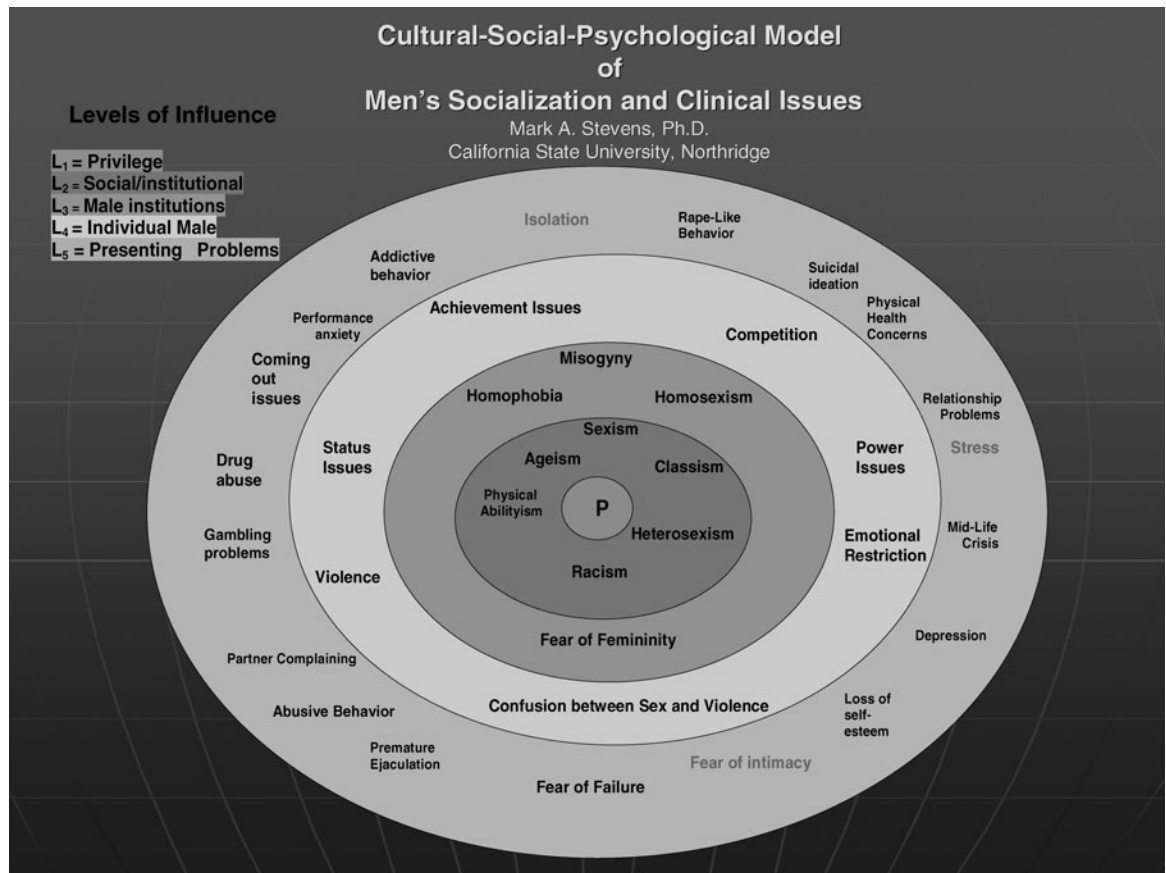 Cultural-Social-Psychological Model
of
Men's Socialization and Clinical Issues
Mark A. Stevens, Ph.D.
California State University, Northridge
Levels of Influence
L₁ = Privilege
L₂ = Social/institutional
L₃ = Male institutions
L₄ = Individual Male
L₅ = Presenting Problems
Isolation
Rape-Like
Behavior
Addictive
behavior
Suicidal
ideation
Physical
Health
Concerns
Performance
anxiety
Coming
out
issues
Relationship
Problems
Stress
Drug
abuse
Gambling
problems
Mid-Life
Crisis
Depression
Partner Complaining
Abusive Behavior
Loss of
self-
esteem
Premature
Ejaculation
Fear of intimacy
Fear of Failure
Achievement Issues
Competition
Status
Issues
Power
Issues
Emotional
Restriction
Violence
Confusion between Sex and Violence
Misogyny
Homophobia
Homosexism
Fear of Femininity
Sexism
Ageism
Classism
Physical
Abilityism
Heterosexism
Racism
P